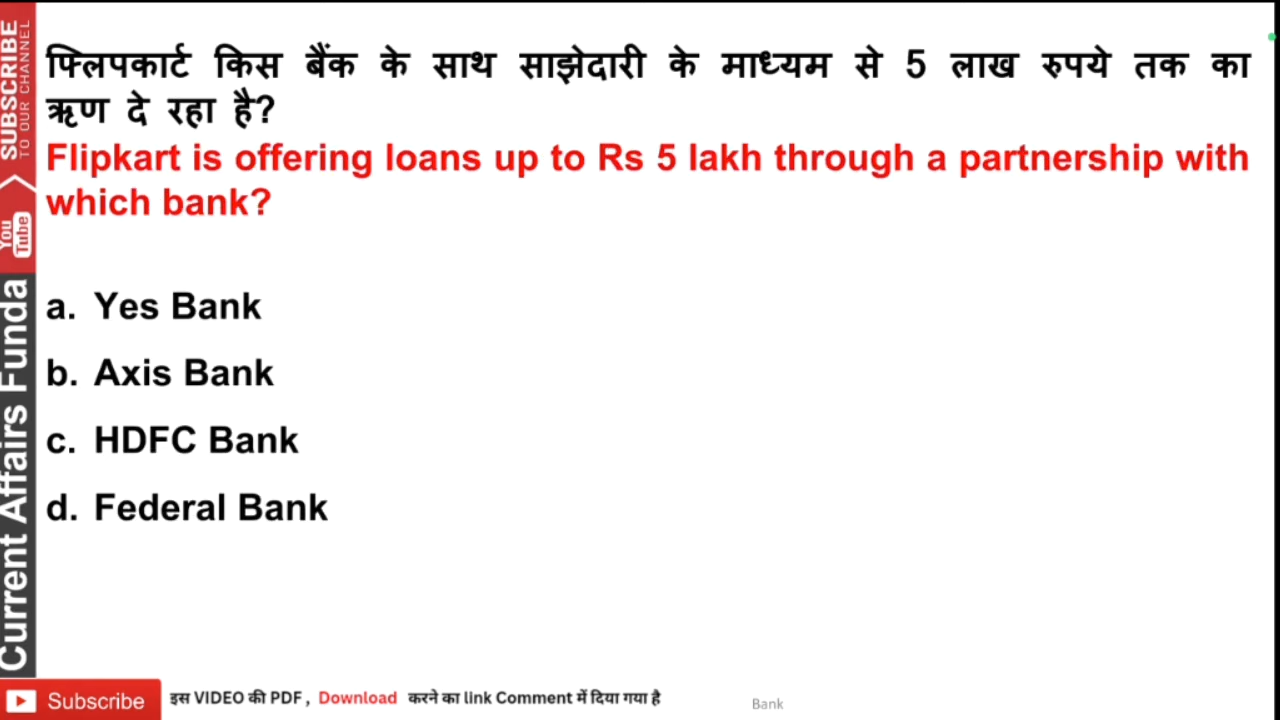 फ्लिपकार्ट किस बैंक के साथ साझेदारी के माध्यम से 5 लाख रुपये तक का
ऋण दे रहा है?
Flipkart is offering loans up to Rs 5 lakh through a partnership with
which bank?
a. Yes Bank
b. Axis Bank
c. HDFC Bank
d. Federal Bank
SUBSCRIBE
TO OUR CHANNEL
You
Tube
Current Affairs Funda
Subscribe
इस VIDEO की PDF , Download करने का link Comment में दिया गया है
Bank